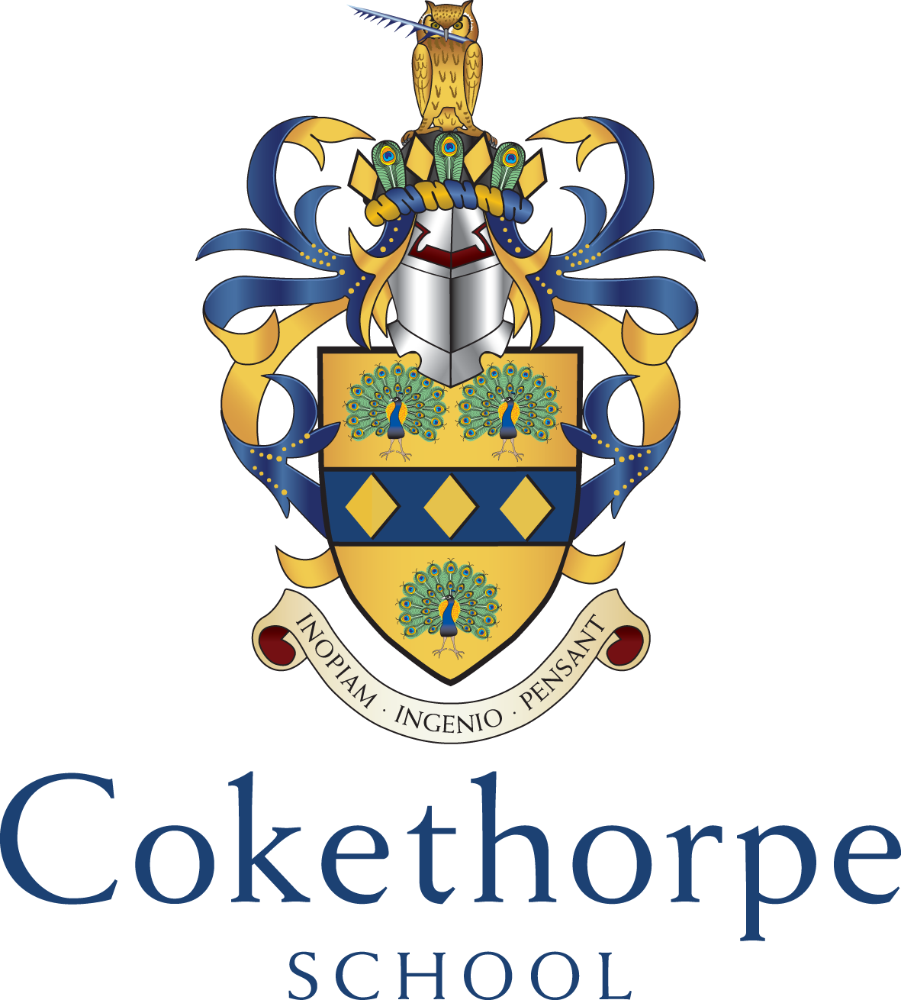 INOPIAM · INGENIO · PENSANT
Cokethorpe
SCHOOL